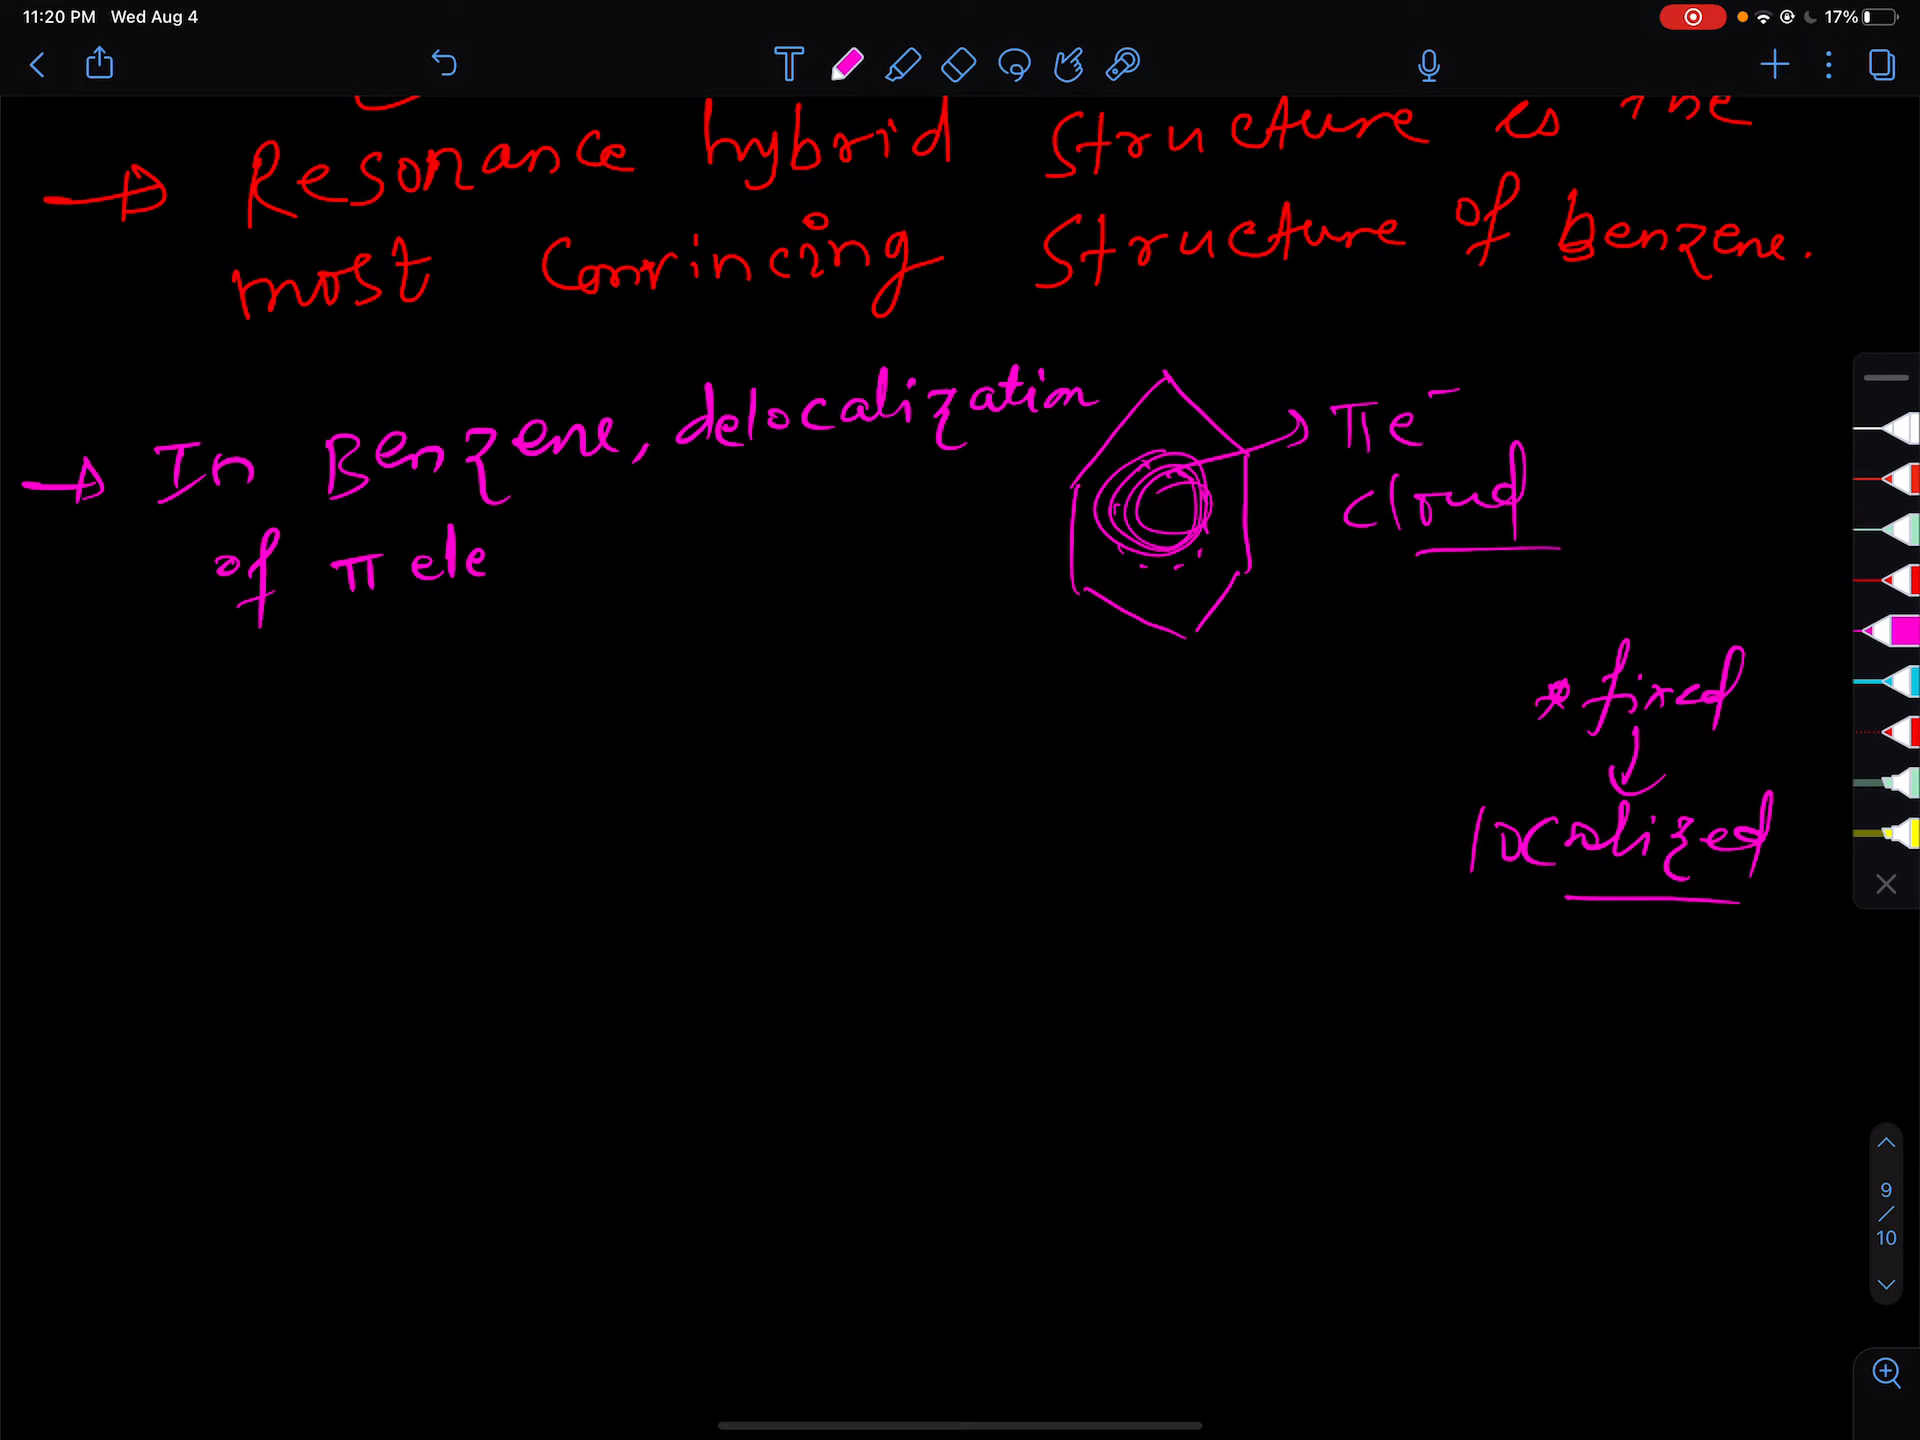 11:20 PM Wed Aug 4
17%
→ Resonance hybrid Structure is the
most Convincing Structure of benzene.
→ In Benzene, delocalization
of π ele
πe⁻
cloud
* fixed
↓
localized
9
/
10